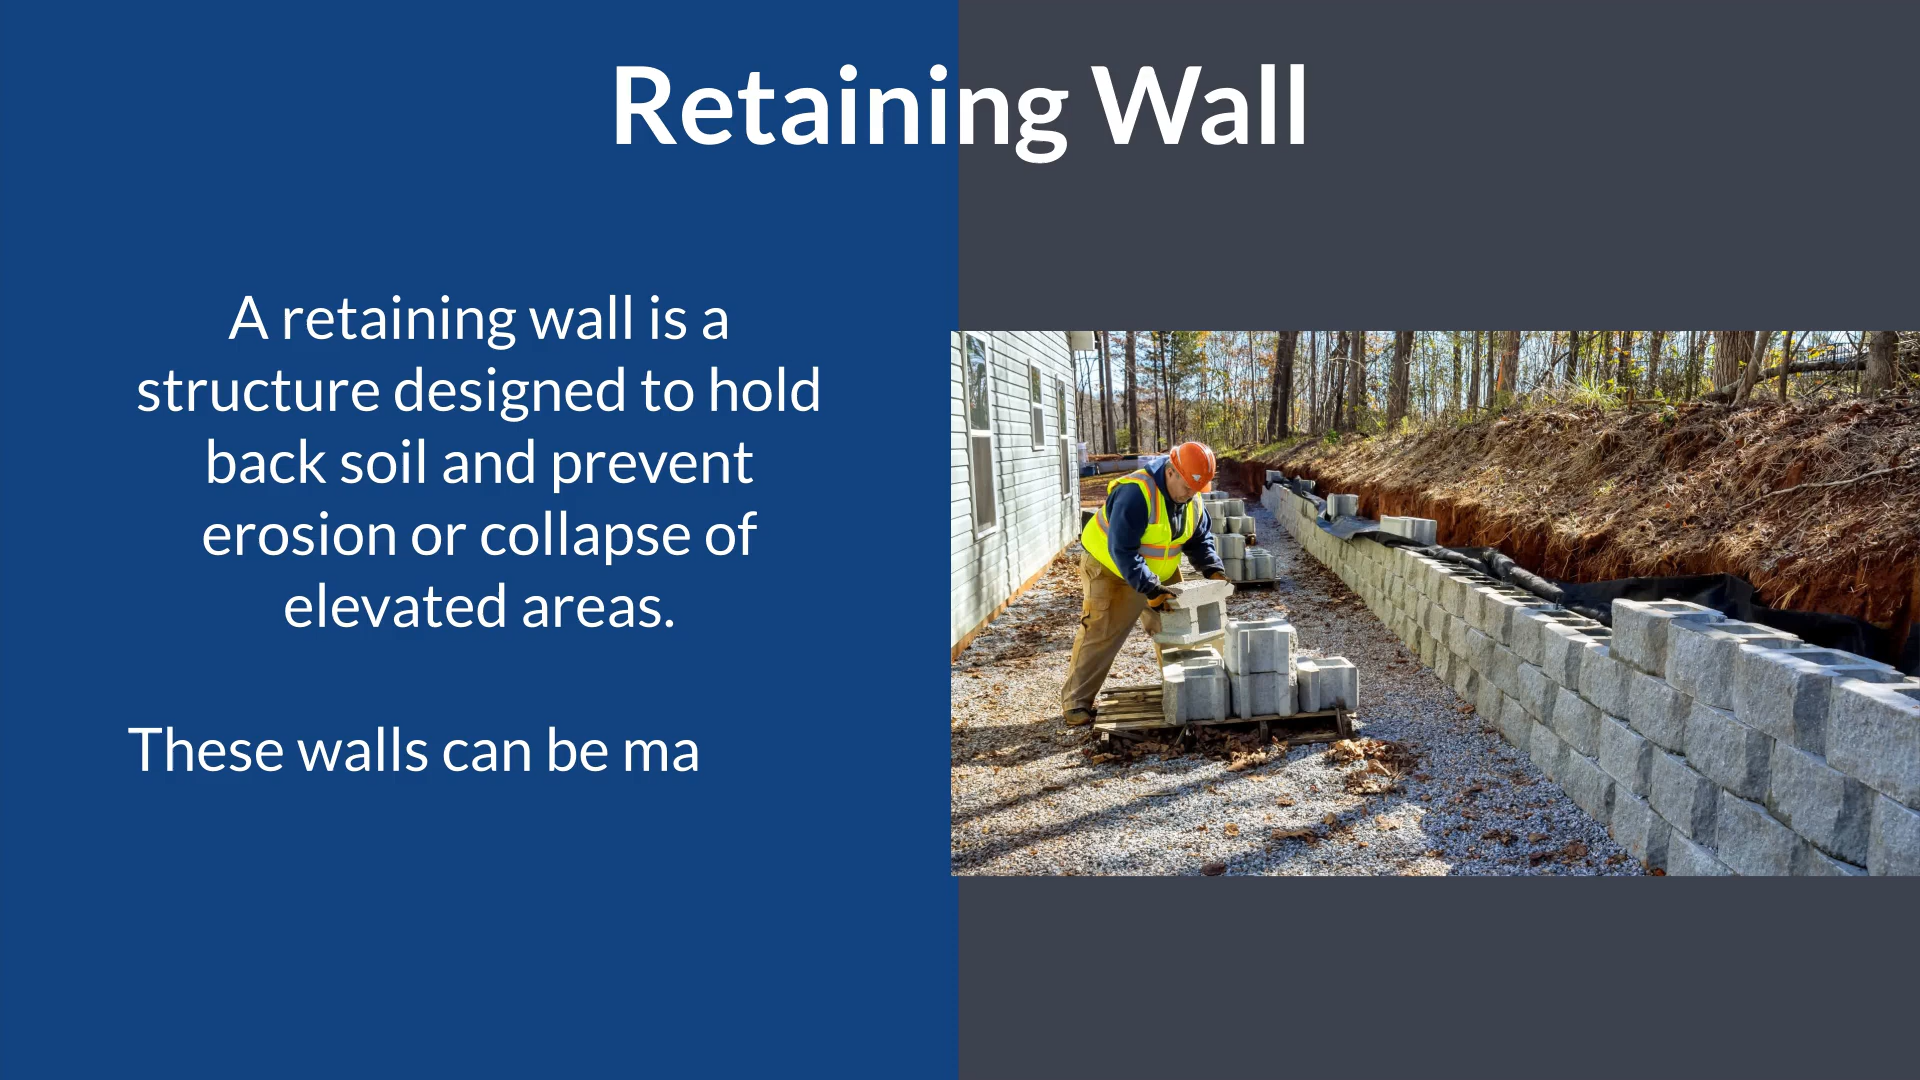 Retaining Wall
A retaining wall is a
structure designed to hold
back soil and prevent
erosion or collapse of
elevated areas.
These walls can be ma